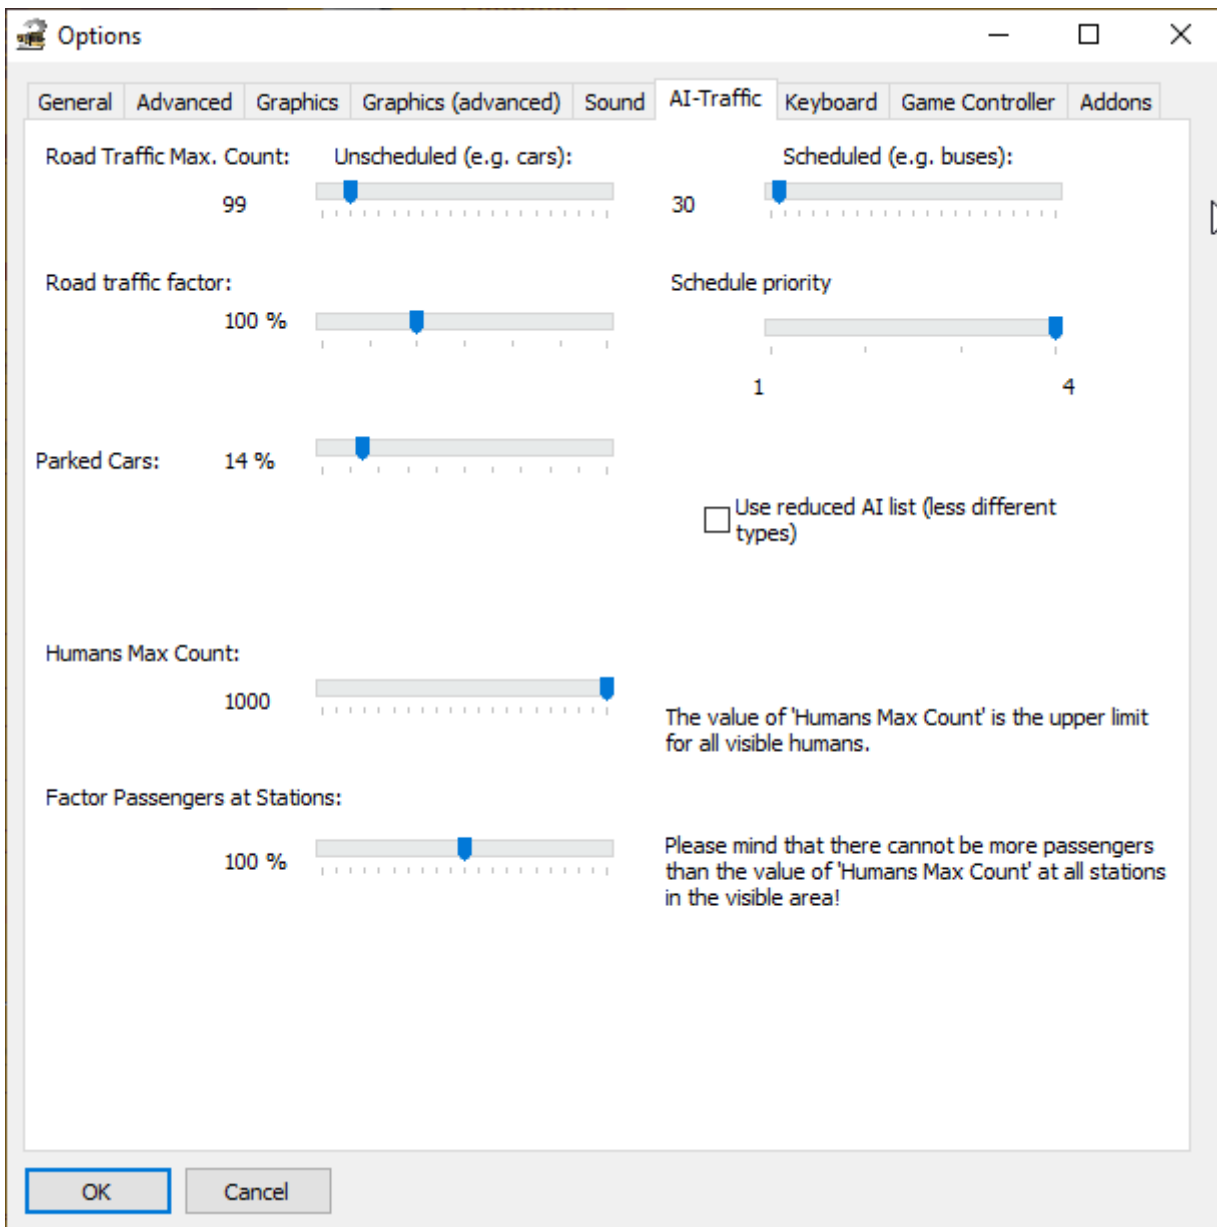 Options
General Advanced Graphics Graphics (advanced) Sound AI-Traffic Keyboard Game Controller Addons
Road Traffic Max. Count: Unscheduled (e.g. cars): Scheduled (e.g. buses):
99 30
Road traffic factor: Schedule priority
100 %
1 4
Parked Cars: 14 %
Use reduced AI list (less different
types)
Humans Max Count:
1000
The value of 'Humans Max Count' is the upper limit
for all visible humans.
Factor Passengers at Stations:
100 %
Please mind that there cannot be more passengers
than the value of 'Humans Max Count' at all stations
in the visible area!
OK Cancel